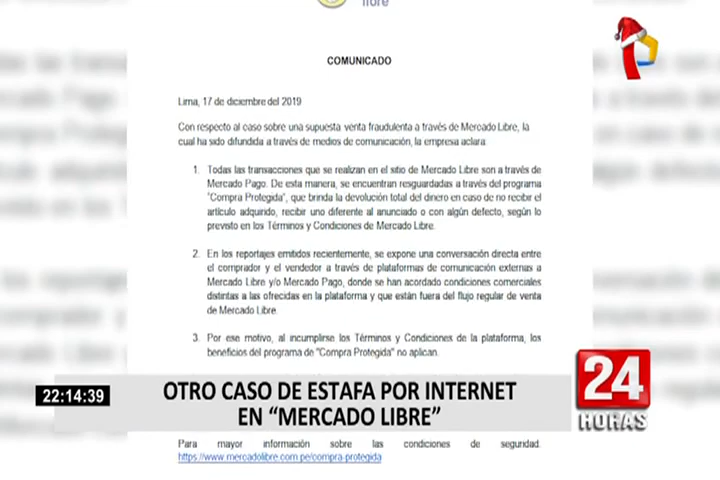 libre
COMUNICADO
Lima, 17 de diciembre del 2019
Con respecto al caso sobre una supuesta venta fraudulenta a través de Mercado Libre, la
cual ha sido difundida a través de medios de comunicación, la empresa aclara:
1. Todas las transacciones que se realizan en el sitio de Mercado Libre son a través de
Mercado Pago. De esta manera, se encuentran resguardadas a través del programa
"Compra Protegida", que brinda la devolución total del dinero en caso de no recibir el
artículo adquirido, recibir uno diferente al anunciado o con algún defecto, según lo
previsto en los Términos y Condiciones de Mercado Libre.
2. En los reportajes emitidos recientemente, se expone una conversación directa entre
el comprador y el vendedor a través de plataformas de comunicación externas a
Mercado Libre y/o Mercado Pago, donde se han acordado condiciones comerciales
distintas a las ofrecidas en la plataforma y que están fuera del flujo regular de venta
de Mercado Libre.
3. Por ese motivo, al incumplirse los Términos y Condiciones de la plataforma, los
beneficios del programa de "Compra Protegida" no aplican.
22:14:39
OTRO CASO DE ESTAFA POR INTERNET
EN “MERCADO LIBRE”
24
HORAS
Para mayor información sobre las condiciones de seguridad.
https://www.mercadolibre.com.pe/compra-protegida